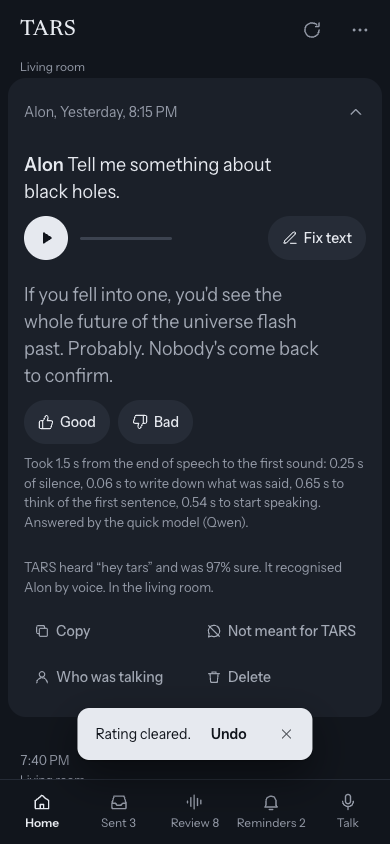 TARS
Living room
Alon, Yesterday, 8:15 PM
Alon Tell me something about
black holes.
Fix text
If you fell into one, you'd see the
whole future of the universe flash
past. Probably. Nobody's come back
to confirm.
Good
Bad
Took 1.5 s from the end of speech to the first sound: 0.25 s
of silence, 0.06 s to write down what was said, 0.65 s to
think of the first sentence, 0.54 s to start speaking.
Answered by the quick model (Qwen).
TARS heard “hey tars” and was 97% sure. It recognised
Alon by voice. In the living room.
Copy
Not meant for TARS
Who was talking
Delete
Rating cleared. Undo
7:40 PM
Living room
Home
Sent 3
Review 8
Reminders 2
Talk